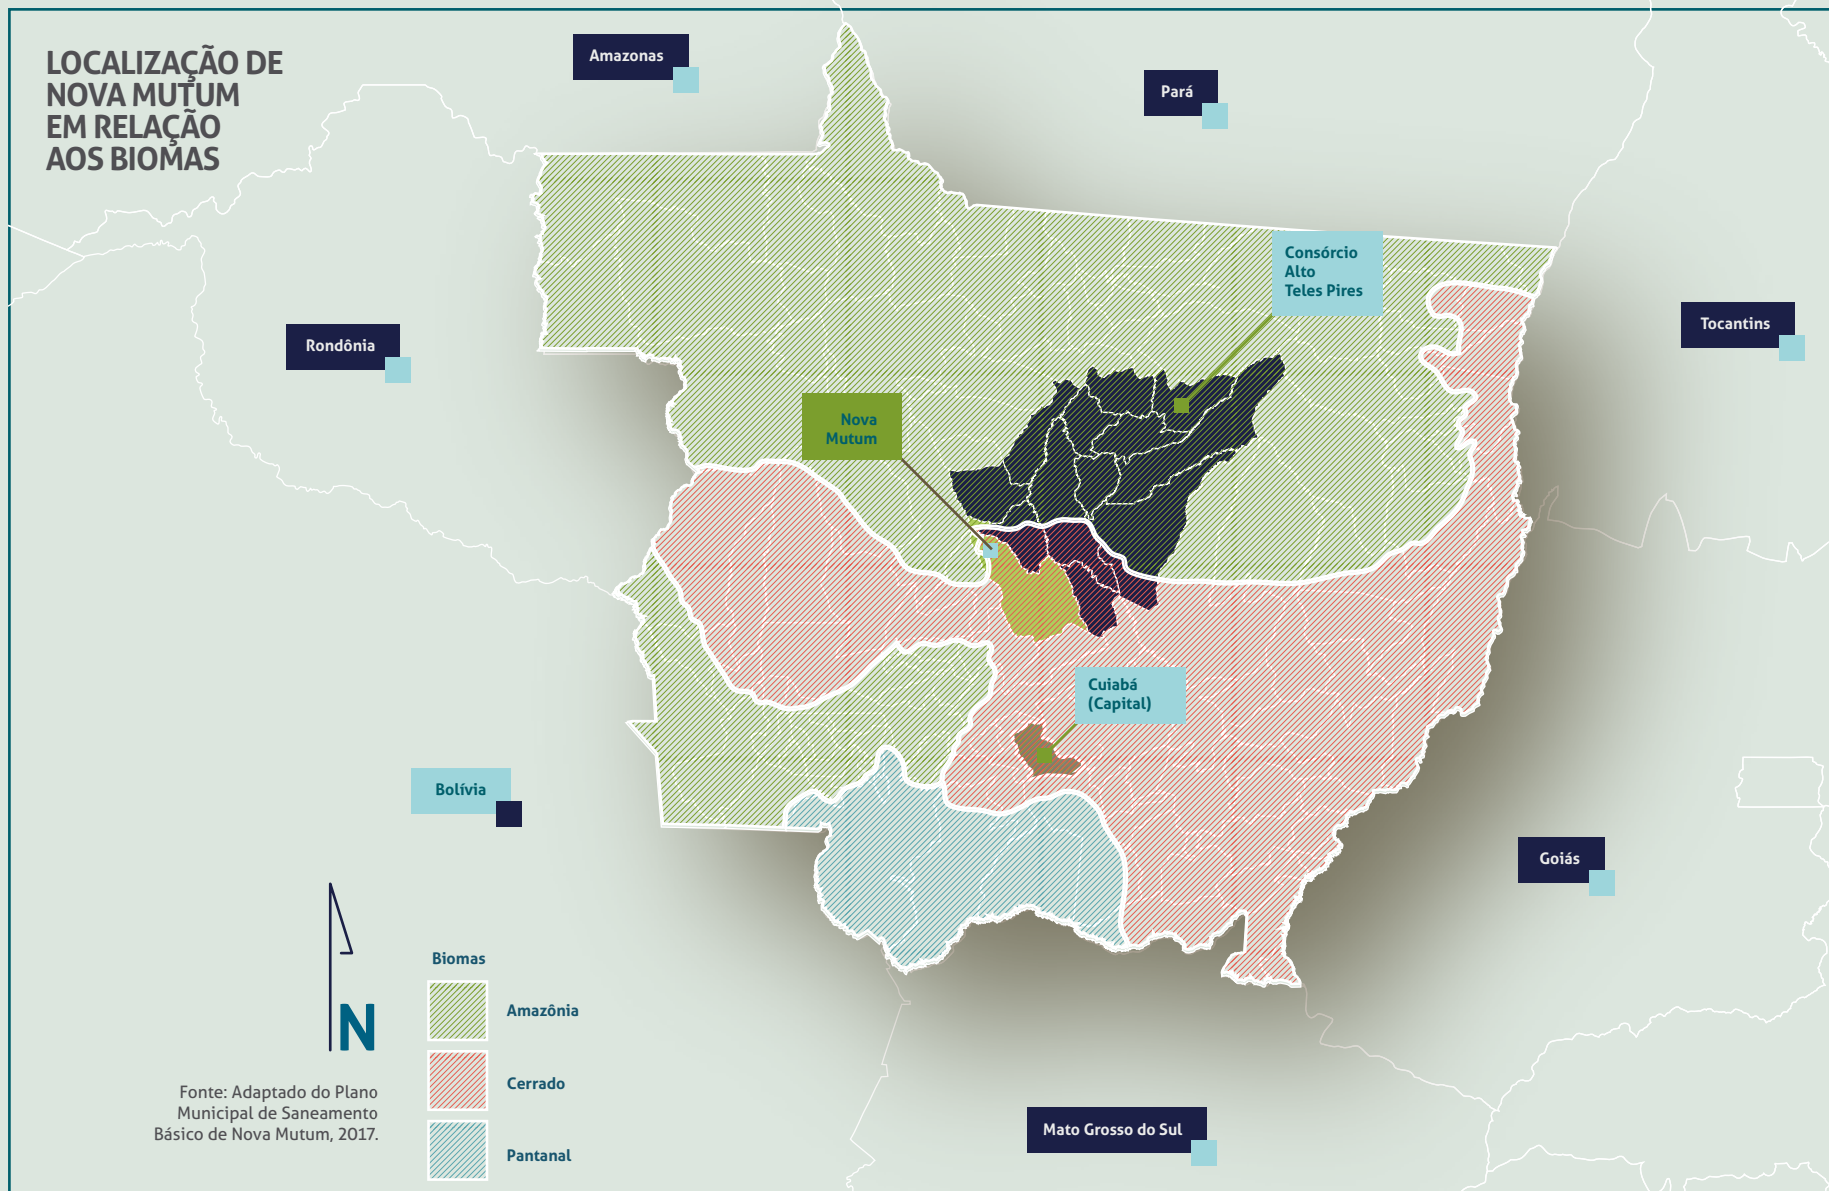 LOCALIZAÇÃO DE
NOVA MUTUM
EM RELAÇÃO
AOS BIOMAS
Amazonas
Pará
Consórcio
Alto
Teles Pires
Tocantins
Rondônia
Nova
Mutum
Cuiabá
(Capital)
Bolívia
Goiás
Biomas
Amazônia
Cerrado
Pantanal
N
Fonte: Adaptado do Plano
Municipal de Saneamento
Básico de Nova Mutum, 2017.
Mato Grosso do Sul